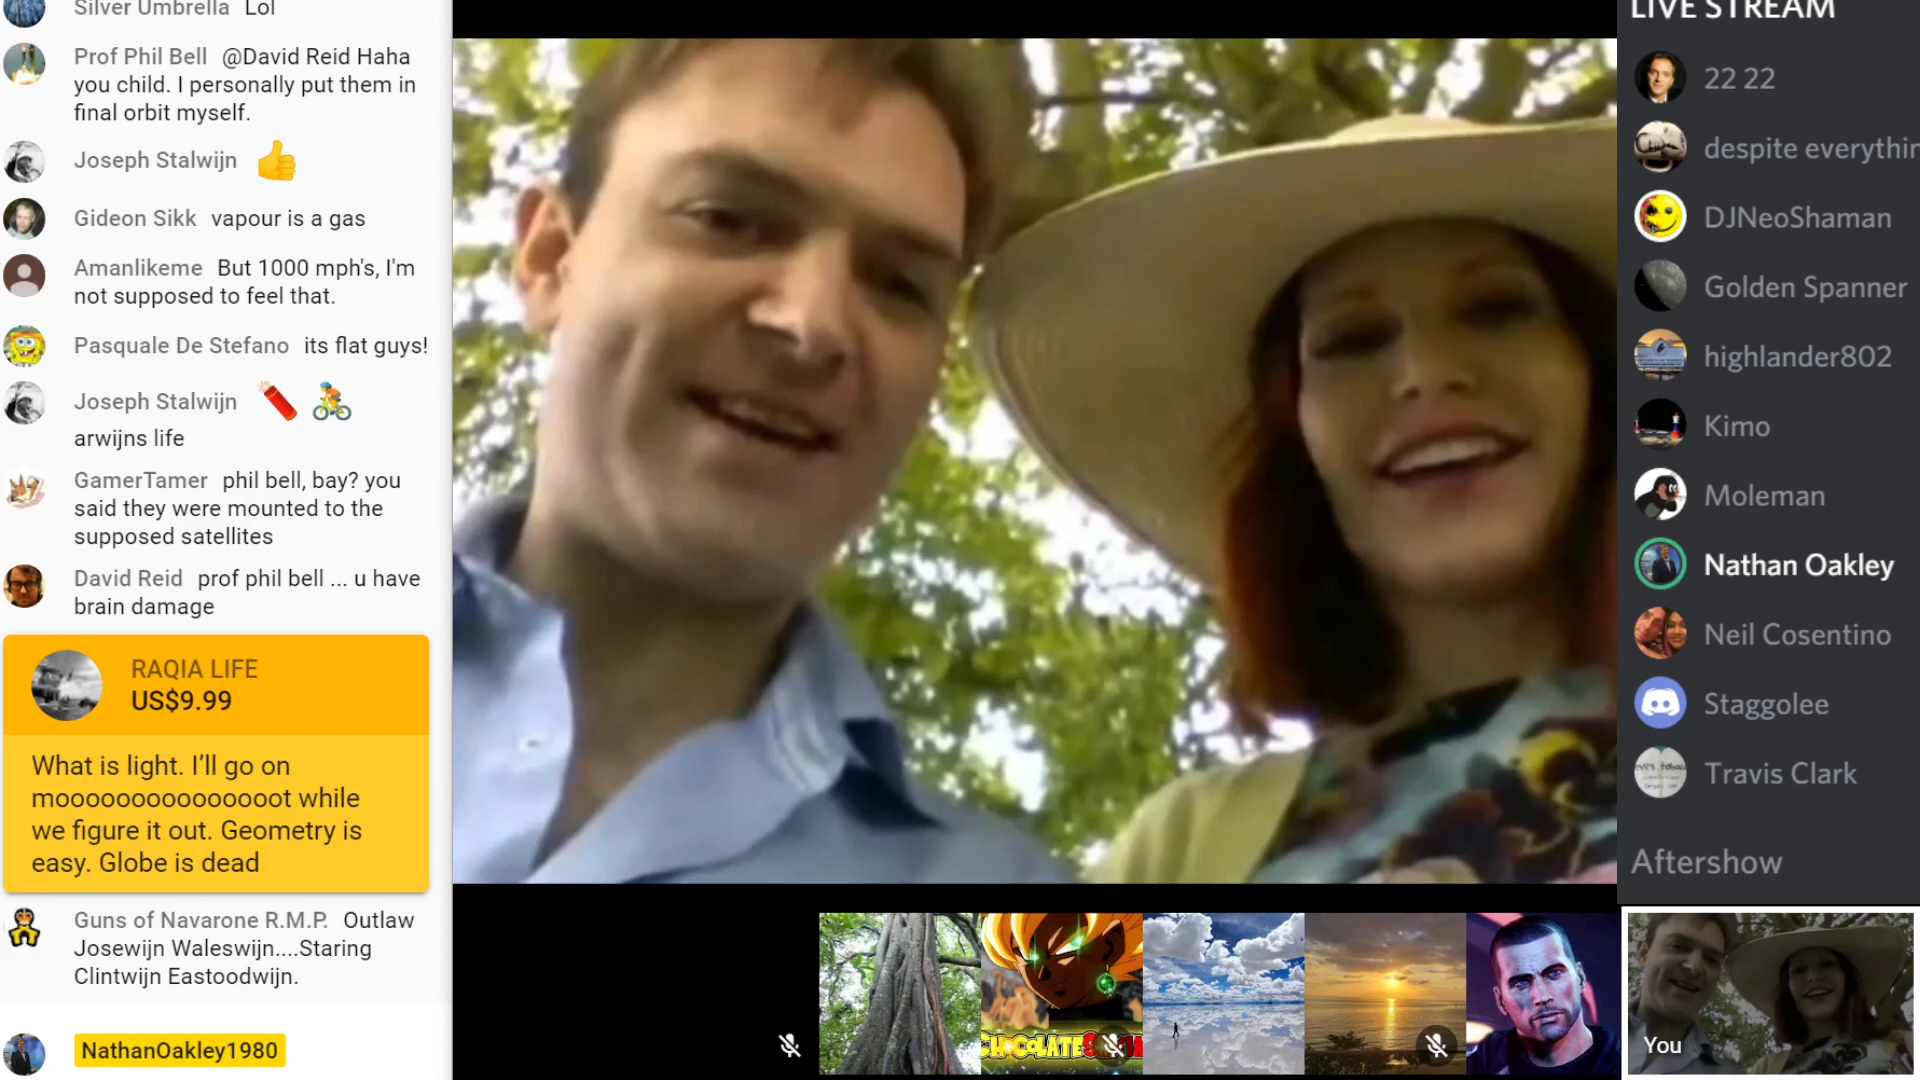 Silver Umbrella Lol
Prof Phil Bell @David Reid Haha
you child. I personally put them in
final orbit myself.
Joseph Stalwijn 👍
Gideon Sikk vapour is a gas
Amanlikeme But 1000 mph's, I'm
not supposed to feel that.
Pasquale De Stefano its flat guys!
Joseph Stalwijn 🧨 🚴
arwijns life
GamerTamer phil bell, bay? you
said they were mounted to the
supposed satellites
David Reid prof phil bell ... u have
brain damage
RAQIA LIFE
US$9.99
What is light. I’ll go on
moooooooooooooot while
we figure it out. Geometry is
easy. Globe is dead
Guns of Navarone R.M.P. Outlaw
Josewijn Waleswijn....Staring
Clintwijn Eastoodwijn.
NathanOakley1980
You
LIVE STREAM
22 22
despite everythin
DJNeoShaman
Golden Spanner
highlander802
Kimo
Moleman
Nathan Oakley
Neil Cosentino
Staggolee
Travis Clark
Aftershow